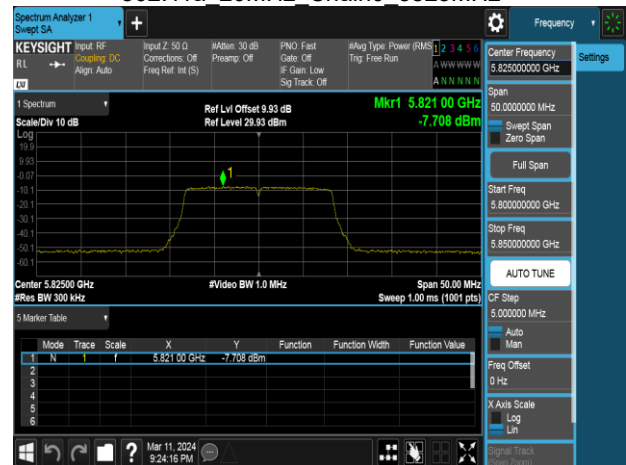 Spectrum Analyzer 1
Swept SA
Frequency
KEYSIGHT Input: RF
RL
Coupling: DC
Align: Auto
LXI
Input Z: 50 Ω
Corrections: Off
Freq Ref: Int (S)
#Atten: 30 dB
Preamp: Off
PNO: Fast
Gate: Off
IF Gain: Low
Sig Track: Off
#Avg Type: Power (RMS
Trig: Free Run
1 2 3 4 5 6
A W W W W W
A N N N N N
Center Frequency
5.825000000 GHz
Settings
Span
50.0000000 MHz
Swept Span
Zero Span
Full Span
Start Freq
5.800000000 GHz
Stop Freq
5.850000000 GHz
AUTO TUNE
CF Step
5.000000 MHz
Auto
Man
Freq Offset
0 Hz
X Axis Scale
Log
Lin
Signal Track
1 Spectrum
Scale/Div 10 dB
Ref Lvl Offset 9.93 dB
Ref Level 29.93 dBm
Mkr1 5.821 00 GHz
-7.708 dBm
Log
19.9
9.93
-0.07
-10.1
-20.1
-30.1
-40.1
-50.1
-60.1
1
Center 5.82500 GHz
#Res BW 300 kHz
#Video BW 1.0 MHz
Span 50.00 MHz
Sweep 1.00 ms (1001 pts)
5 Marker Table
Mode Trace Scale X Y Function Function Width Function Value
1 N 1 f 5.821 00 GHz -7.708 dBm
2
3
4
5
6
?
Mar 11, 2024
9:24:16 PM